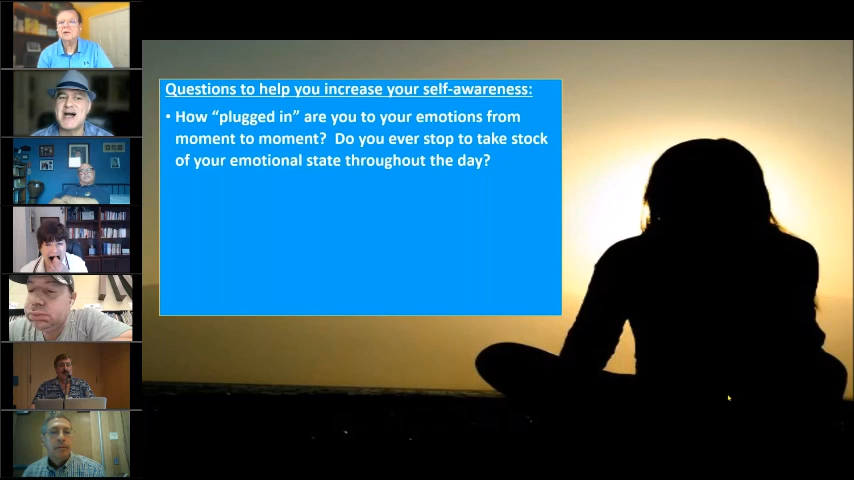 Questions to help you increase your self-awareness:
• How “plugged in” are you to your emotions from
moment to moment?  Do you ever stop to take stock
of your emotional state throughout the day?